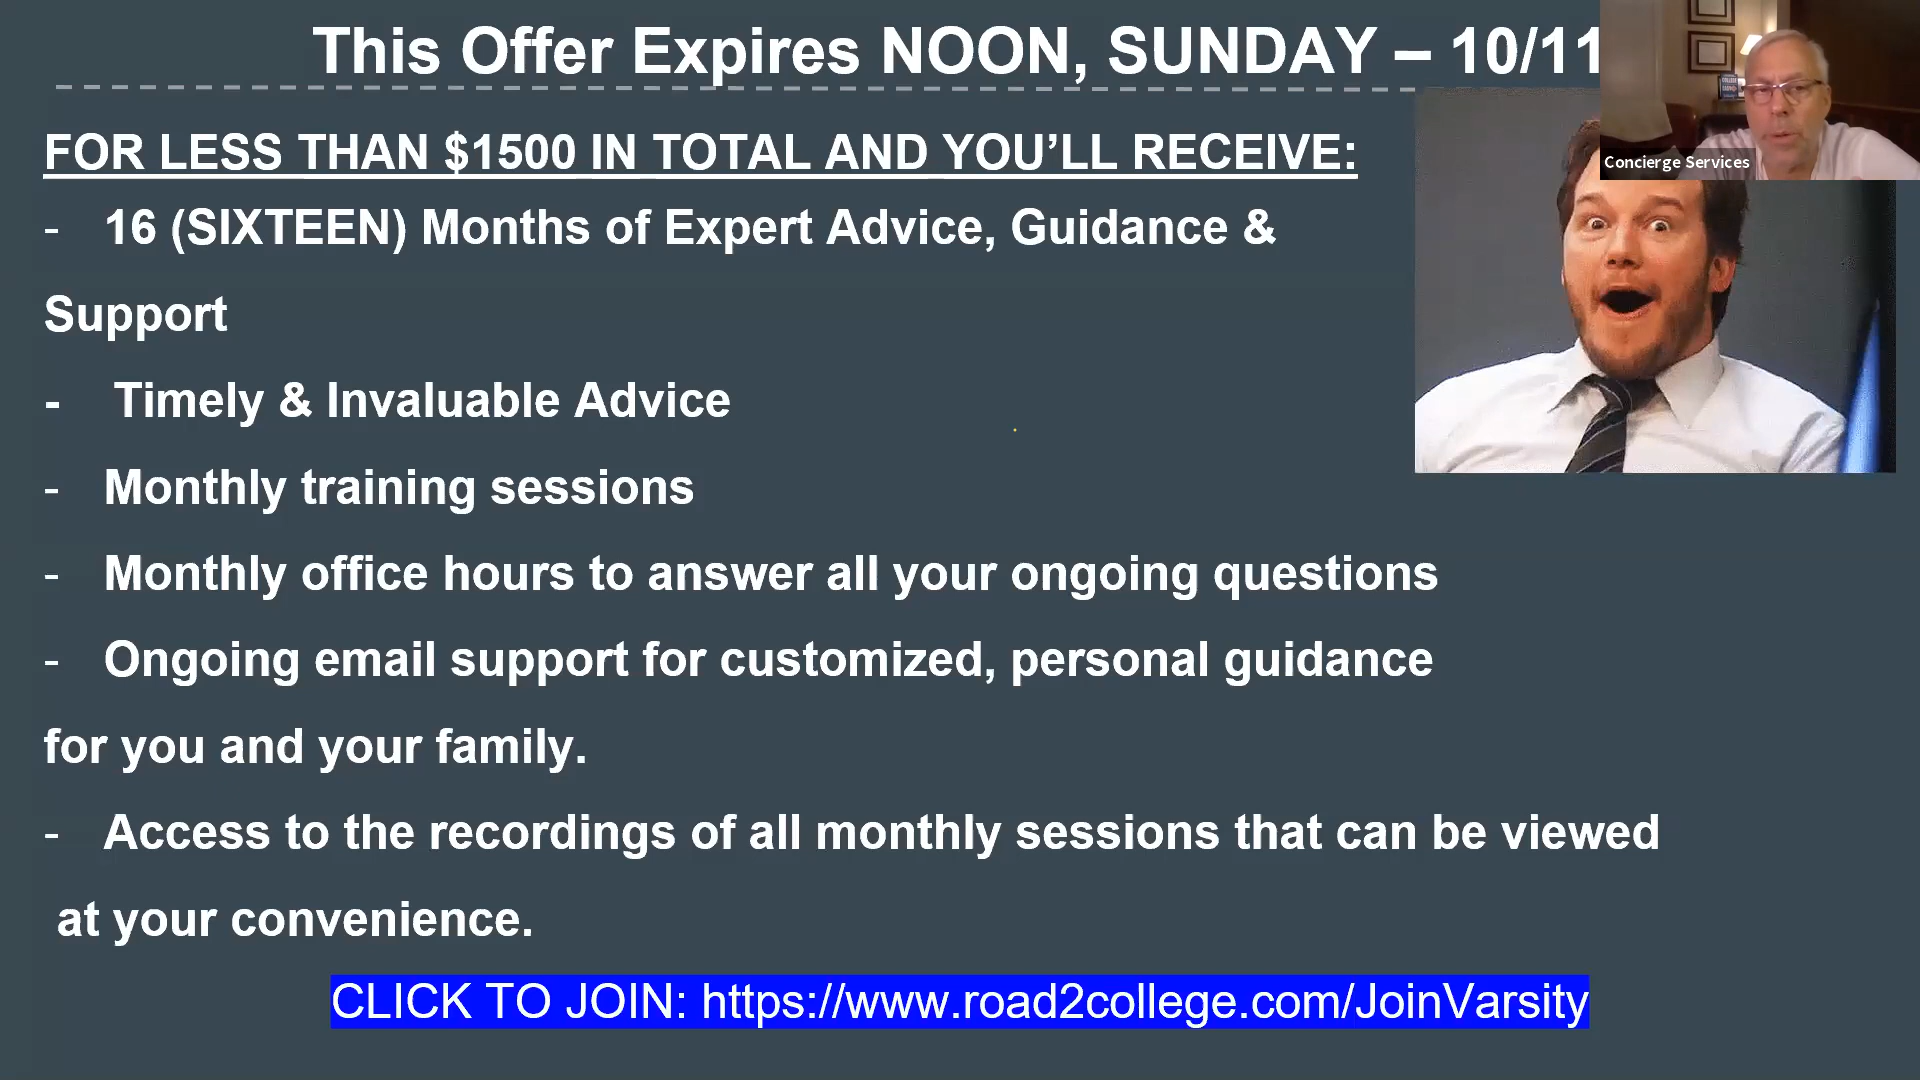 This Offer Expires NOON, SUNDAY – 10/11
Concierge Services
FOR LESS THAN $1500 IN TOTAL AND YOU’LL RECEIVE:
- 16 (SIXTEEN) Months of Expert Advice, Guidance &
Support
- Timely & Invaluable Advice
- Monthly training sessions
- Monthly office hours to answer all your ongoing questions
- Ongoing email support for customized, personal guidance
for you and your family.
- Access to the recordings of all monthly sessions that can be viewed
at your convenience.
CLICK TO JOIN: https://www.road2college.com/JoinVarsity